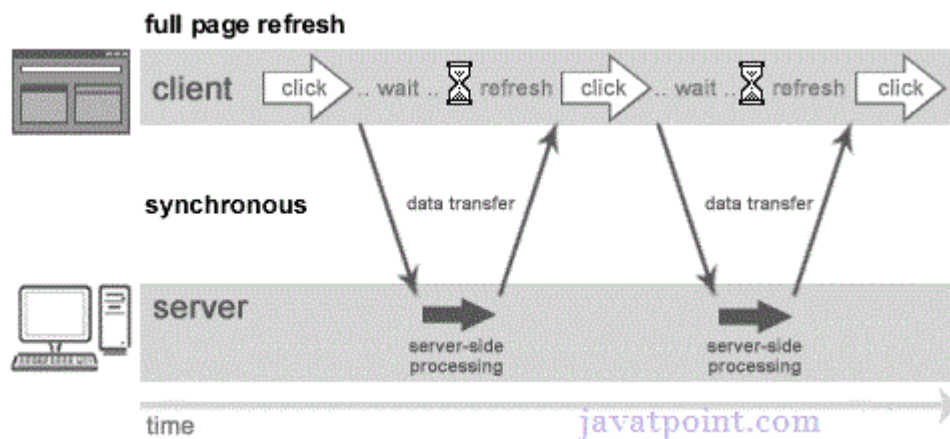 full page refresh
client click .. wait .. refresh click .. wait .. refresh click
synchronous data transfer data transfer
server
server-side processing
server-side processing
time
javatpoint.com